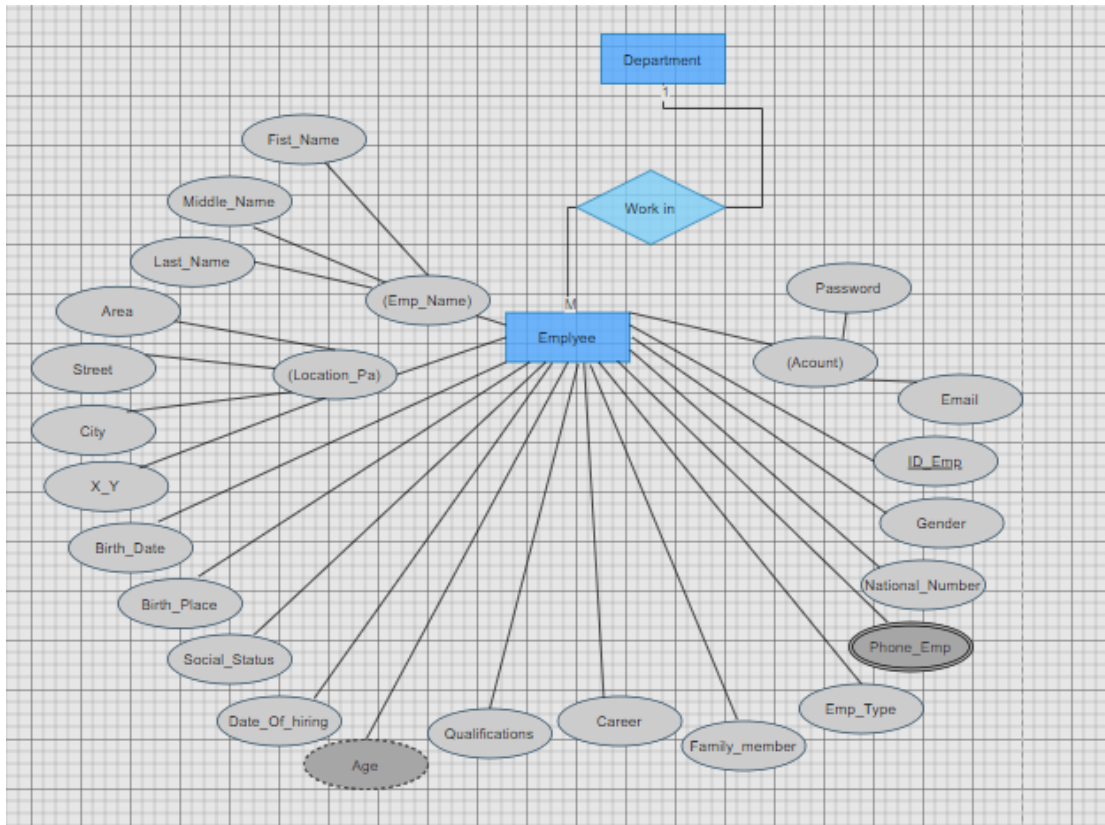 Department
1
Fist_Name
Middle_Name
Work in
Last_Name
Password
(Emp_Name)
M
Area
Emplyee
(Acount)
Street
(Location_Pa)
Email
City
ID_Emp
X_Y
Gender
Birth_Date
National_Number
Birth_Place
Phone_Emp
Social_Status
Emp_Type
Date_Of_hiring
Career
Qualifications
Family_member
Age